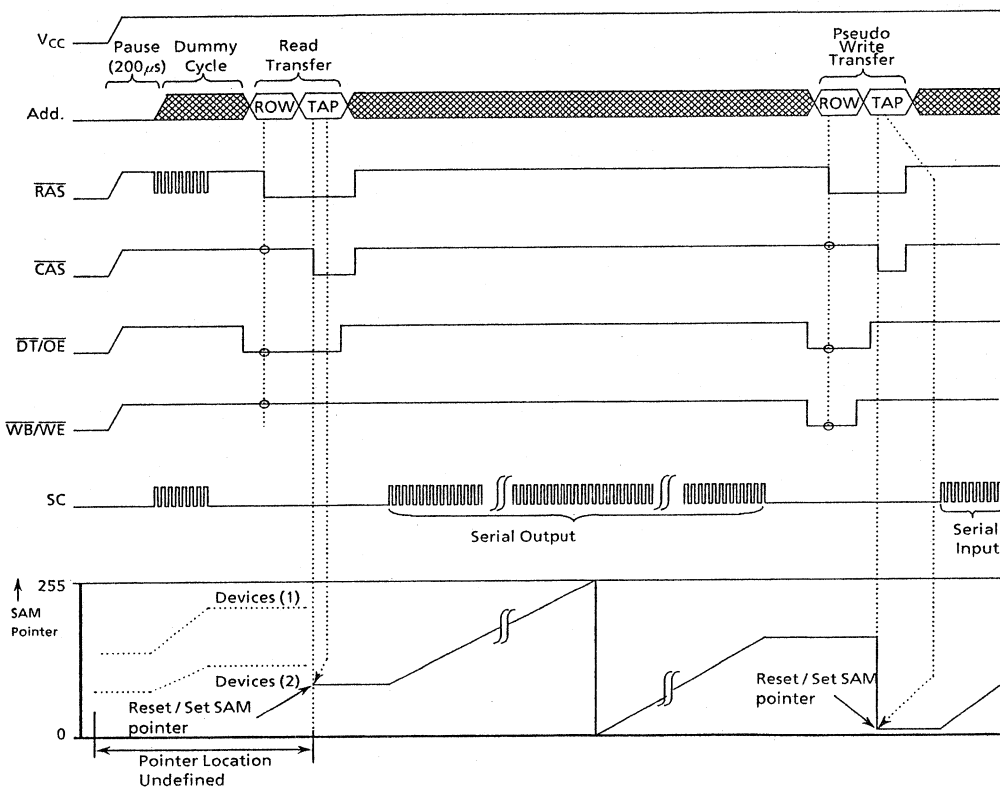 VCC
Pause
(200μs)
Dummy
Cycle
Read
Transfer
Pseudo
Write
Transfer
Add.
ROW
TAP
ROW
TAP
RAS
CAS
DT/OE
WB/WE
SC
Serial Output
Serial
Input
255
SAM
Pointer
Devices (1)
Devices (2)
Reset / Set SAM
pointer
Reset / Set SAM
pointer
0
Pointer Location
Undefined